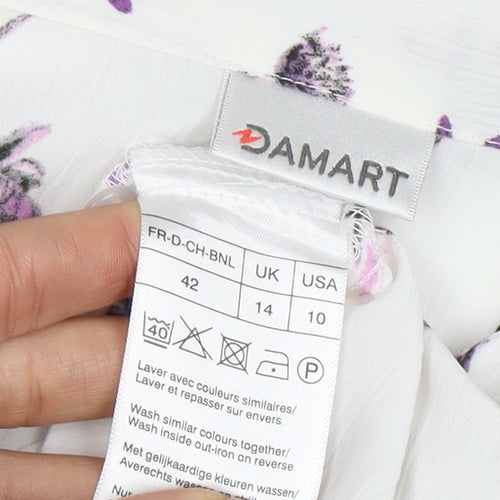 DAMART
FR-D-CH-BNL UK USA
42 14 10
40 P
Laver avec couleurs similaires/
Laver et repasser sur envers
Wash similar colours together/
Wash inside out-iron on reverse
Met gelijkaardige kleuren wassen/
Averechts wassen
Nur